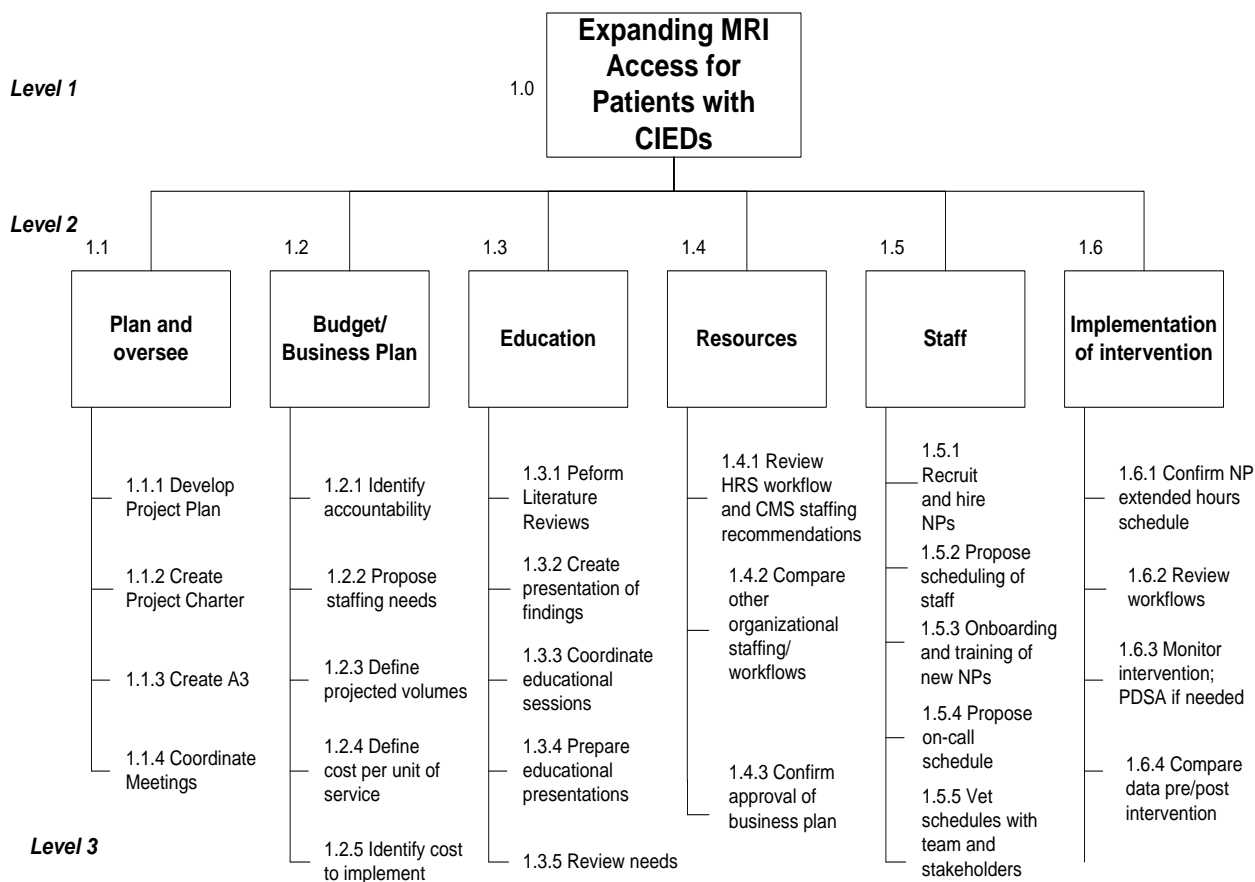 Expanding MRI
Access for
Patients with
CIEDs
Level 1
1.0
Level 2
1.1
1.2
1.3
1.4
1.5
1.6
Plan and
oversee
Budget/
Business Plan
Education
Resources
Staff
Implementation
of intervention
1.1.1 Develop
Project Plan
1.1.2 Create
Project Charter
1.1.3 Create A3
1.1.4 Coordinate
Meetings
1.2.1 Identify
accountability
1.2.2 Propose
staffing needs
1.2.3 Define
projected volumes
1.2.4 Define
cost per unit of
service
1.2.5 Identify cost
to implement
1.3.1 Peform
Literature
Reviews
1.3.2 Create
presentation of
findings
1.3.3 Coordinate
educational
sessions
1.3.4 Prepare
educational
presentations
1.3.5 Review needs
1.4.1 Review
HRS workflow
and CMS staffing
recommendations
1.4.2 Compare
other
organizational
staffing/
workflows
1.4.3 Confirm
approval of
business plan
1.5.1
Recruit
and hire
NPs
1.5.2 Propose
scheduling of
staff
1.5.3 Onboarding
and training of
new NPs
1.5.4 Propose
on-call
schedule
1.5.5 Vet
schedules with
team and
stakeholders
1.6.1 Confirm NP
extended hours
schedule
1.6.2 Review
workflows
1.6.3 Monitor
intervention;
PDSA if needed
1.6.4 Compare
data pre/post
intervention
Level 3